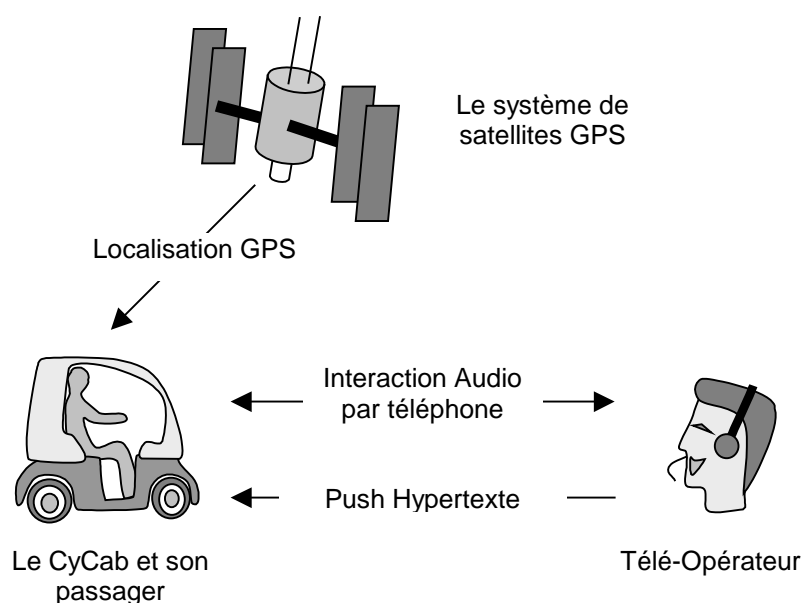 Le système de
satellites GPS
Localisation GPS
Interaction Audio
par téléphone
Push Hypertexte
Le CyCab et son
passager
Télé-Opérateur